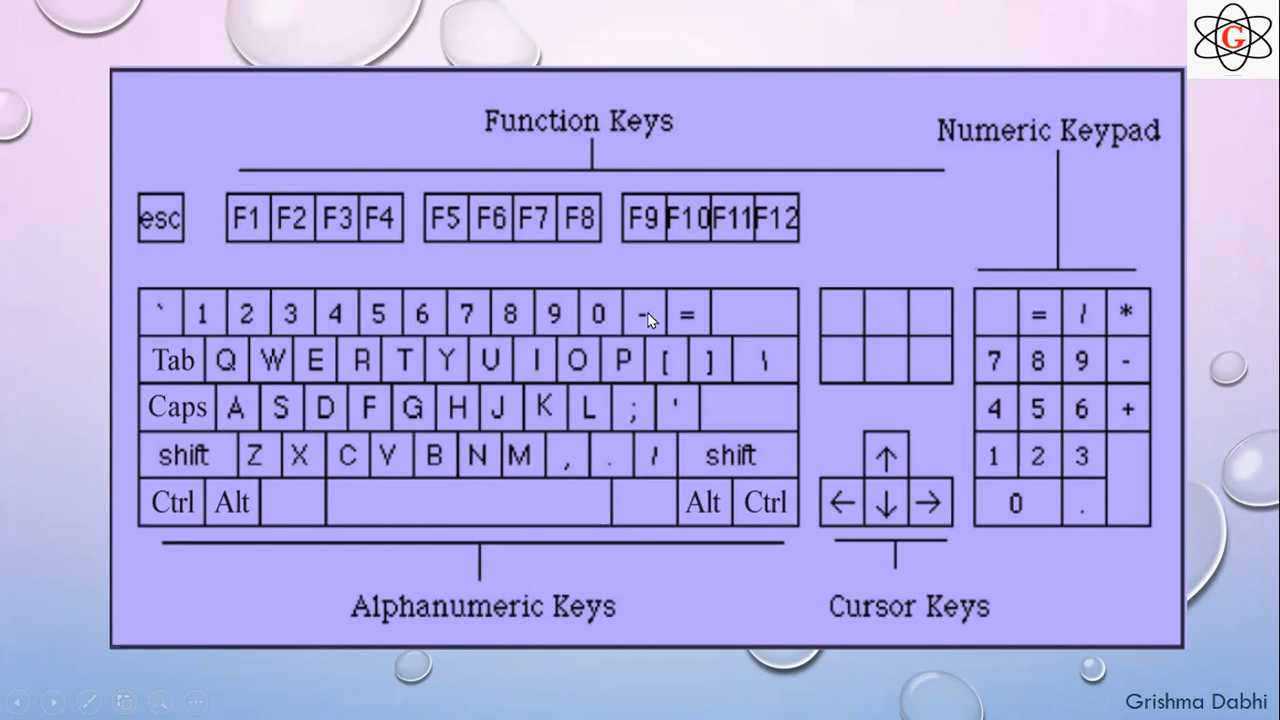 G
Function Keys
Numeric Keypad
esc F1 F2 F3 F4 F5 F6 F7 F8 F9 F10 F11 F12
` 1 2 3 4 5 6 7 8 9 0 - = = / *
Tab Q W E R T Y U I O P [ ] \ 7 8 9 -
Caps A S D F G H J K L ; ' 4 5 6 +
shift Z X C V B N M , . / shift ↑ 1 2 3
Ctrl Alt Alt Ctrl ← ↓ → 0 .
Alphanumeric Keys
Cursor Keys
Grishma Dabhi